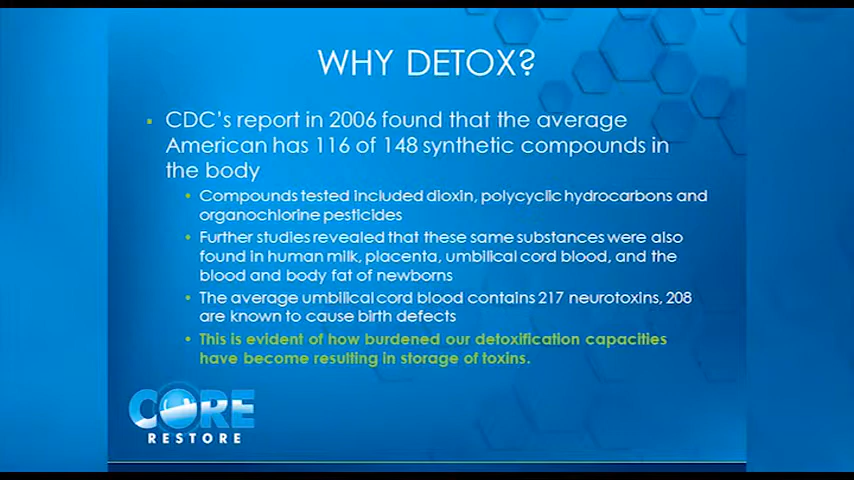 WHY DETOX?
▪ CDC's report in 2006 found that the average
American has 116 of 148 synthetic compounds in
the body
• Compounds tested included dioxin, polycyclic hydrocarbons and
organochlorine pesticides
• Further studies revealed that these same substances were also
found in human milk, placenta, umbilical cord blood, and the
blood and body fat of newborns
• The average umbilical cord blood contains 217 neurotoxins, 208
are known to cause birth defects
• This is evident of how burdened our detoxification capacities
have become resulting in storage of toxins.
CORE
RESTORE